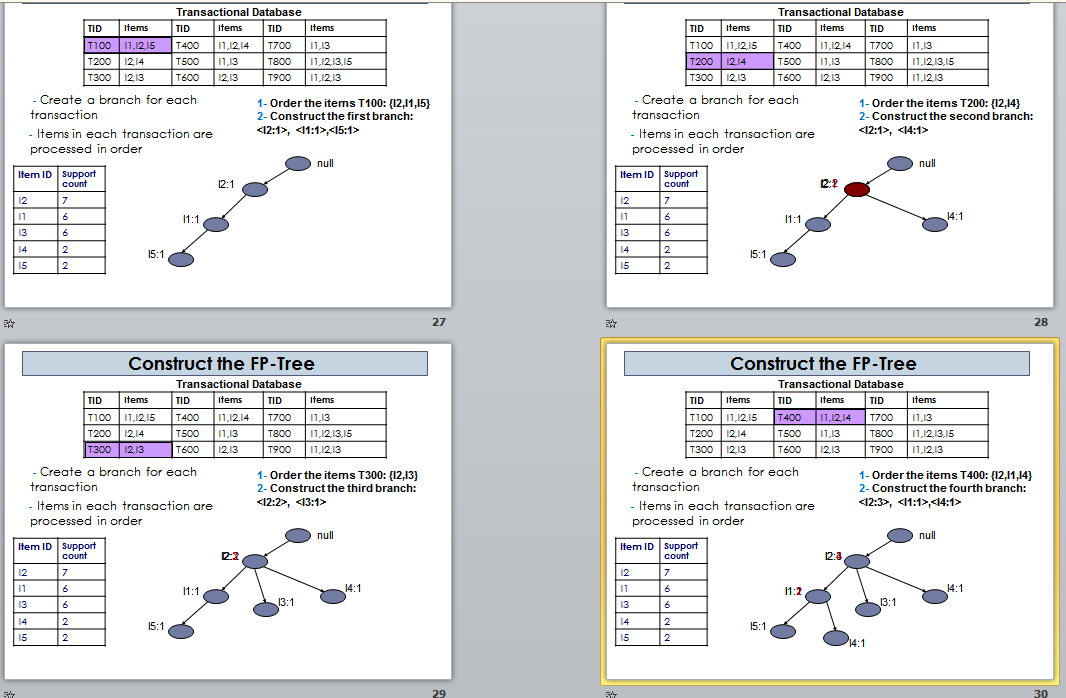 Transactional Database
TID Items TID Items TID Items
T100 I1,I2,I5 T400 I1,I2,I4 T700 I1,I3
T200 I2,I4 T500 I1,I3 T800 I1,I2,I3,I5
T300 I2,I3 T600 I2,I3 T900 I1,I2,I3
- Create a branch for each
transaction
- Items in each transaction are
processed in order
1- Order the items T100: {I2,I1,I5}
2- Construct the first branch:
<I2:1>, <I1:1>,<I5:1>
Item ID Support
count
I2 7
I1 6
I3 6
I4 2
I5 2
null
I2:1
I1:1
I5:1
27
Transactional Database
TID Items TID Items TID Items
T100 I1,I2,I5 T400 I1,I2,I4 T700 I1,I3
T200 I2,I4 T500 I1,I3 T800 I1,I2,I3,I5
T300 I2,I3 T600 I2,I3 T900 I1,I2,I3
- Create a branch for each
transaction
- Items in each transaction are
processed in order
1- Order the items T200: {I2,I4}
2- Construct the second branch:
<I2:1>, <I4:1>
Item ID Support
count
I2 7
I1 6
I3 6
I4 2
I5 2
null
I1:1
I4:1
I5:1
28
Construct the FP-Tree
Transactional Database
TID Items TID Items TID Items
T100 I1,I2,I5 T400 I1,I2,I4 T700 I1,I3
T200 I2,I4 T500 I1,I3 T800 I1,I2,I3,I5
T300 I2,I3 T600 I2,I3 T900 I1,I2,I3
- Create a branch for each
transaction
- Items in each transaction are
processed in order
1- Order the items T300: {I2,I3}
2- Construct the third branch:
<I2:2>, <I3:1>
Item ID Support
count
I2 7
I1 6
I3 6
I4 2
I5 2
null
I1:1
I3:1
I4:1
I5:1
29
Construct the FP-Tree
Transactional Database
TID Items TID Items TID Items
T100 I1,I2,I5 T400 I1,I2,I4 T700 I1,I3
T200 I2,I4 T500 I1,I3 T800 I1,I2,I3,I5
T300 I2,I3 T600 I2,I3 T900 I1,I2,I3
- Create a branch for each
transaction
- Items in each transaction are
processed in order
1- Order the items T400: {I2,I1,I4}
2- Construct the fourth branch:
<I2:3>, <I1:1>,<I4:1>
Item ID Support
count
I2 7
I1 6
I3 6
I4 2
I5 2
null
I3:1
I4:1
I5:1
I4:1
30